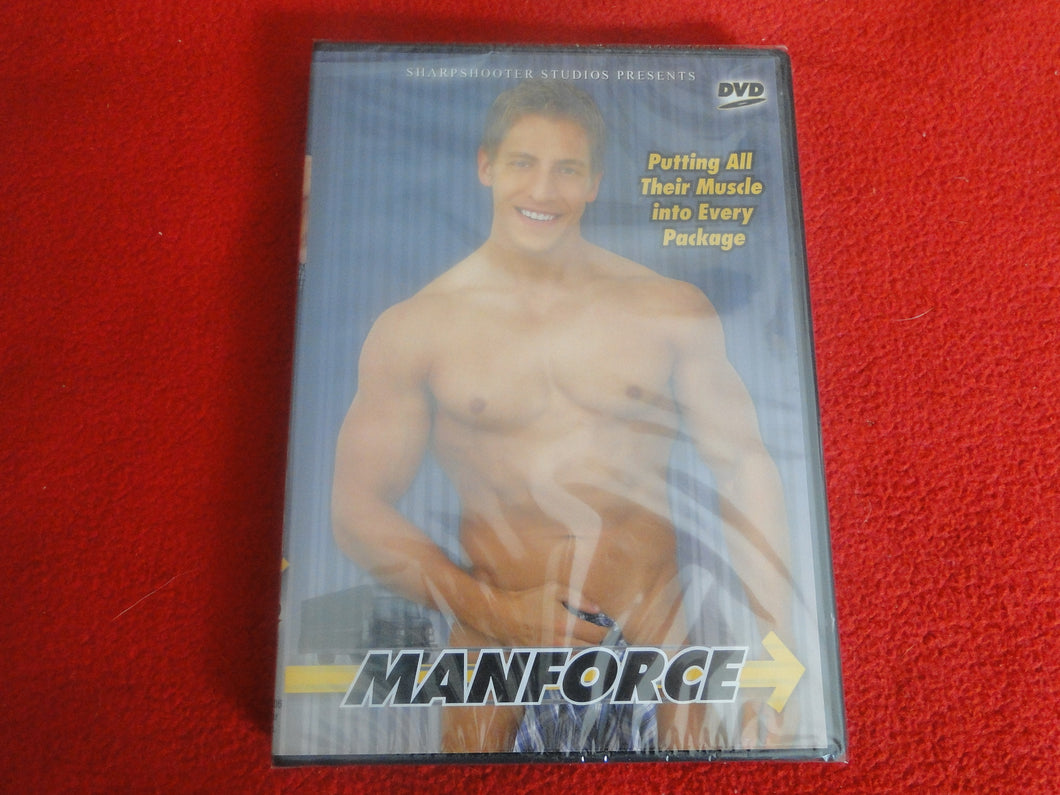 SHARPSHOOTER STUDIOS PRESENTS
DVD
Putting All
Their Muscle
into Every
Package
MANFORCE